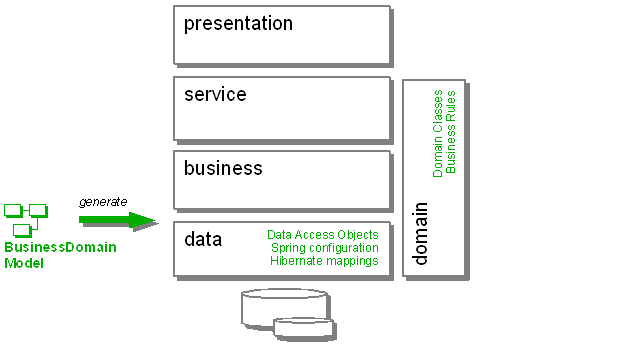 presentation
service
business
data
Data Access Objects
Spring configuration
Hibernate mappings
domain
Domain Classes
Business Rules
generate
BusinessDomain
Model